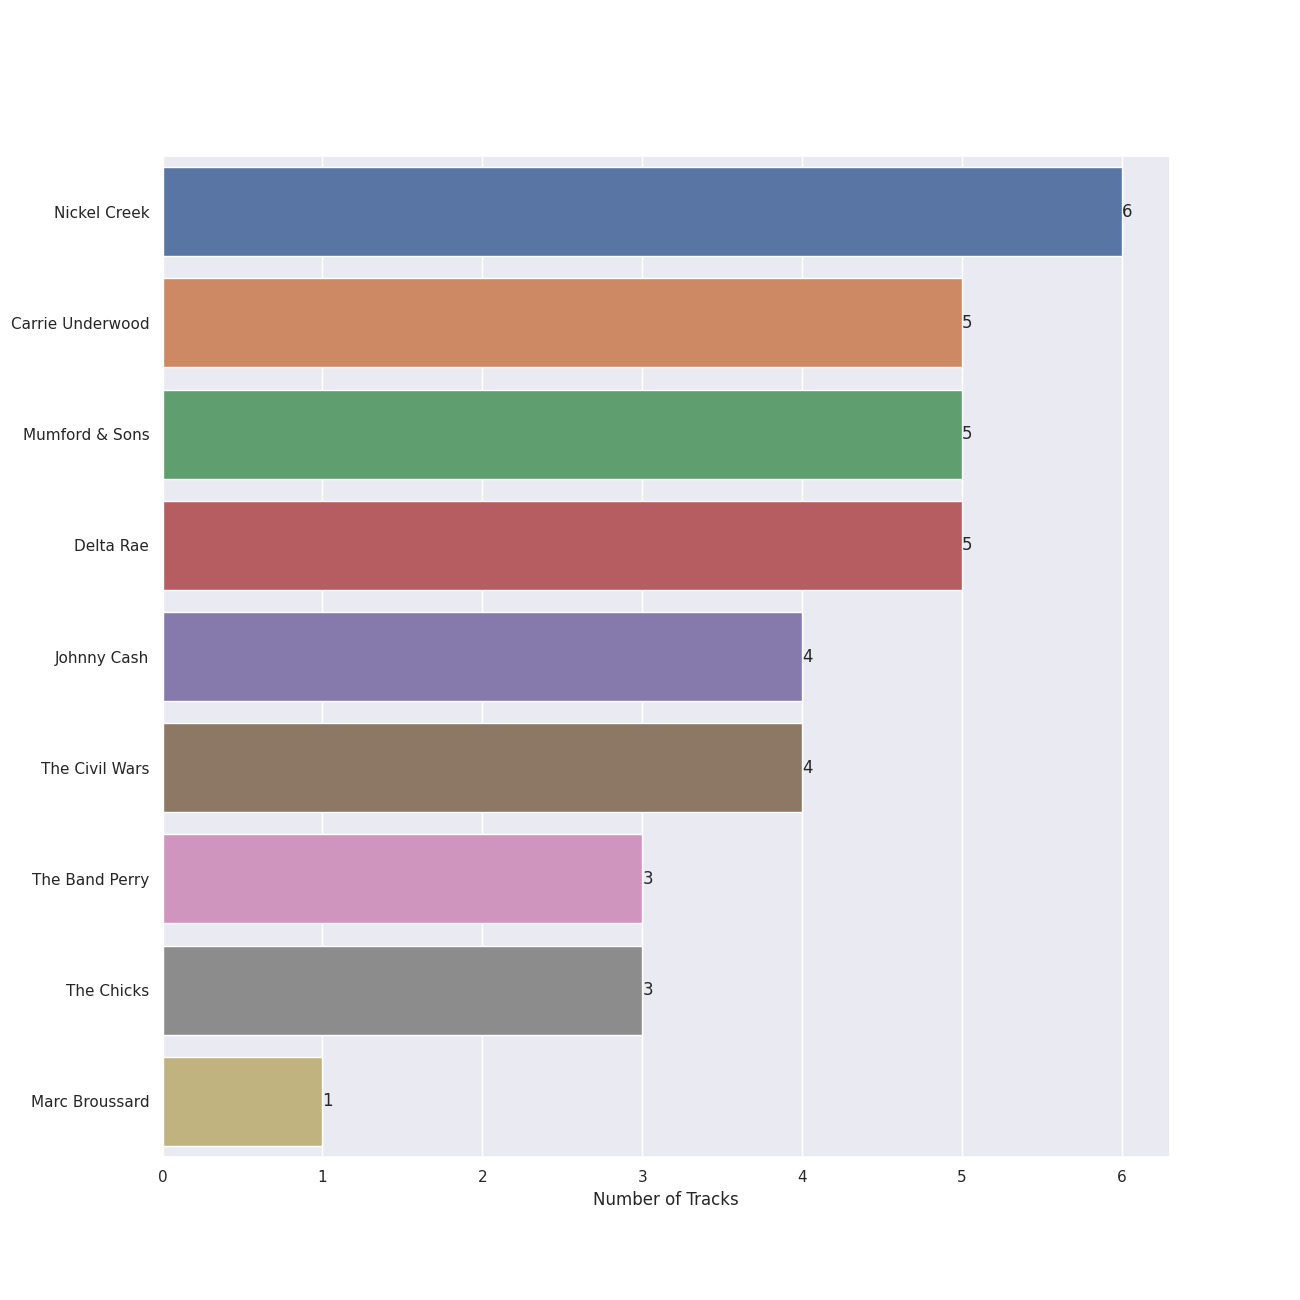 Nickel Creek 6
Carrie Underwood 5
Mumford & Sons 5
Delta Rae 5
Johnny Cash 4
The Civil Wars 4
The Band Perry 3
The Chicks 3
Marc Broussard 1
0 1 2 3 4 5 6
Number of Tracks